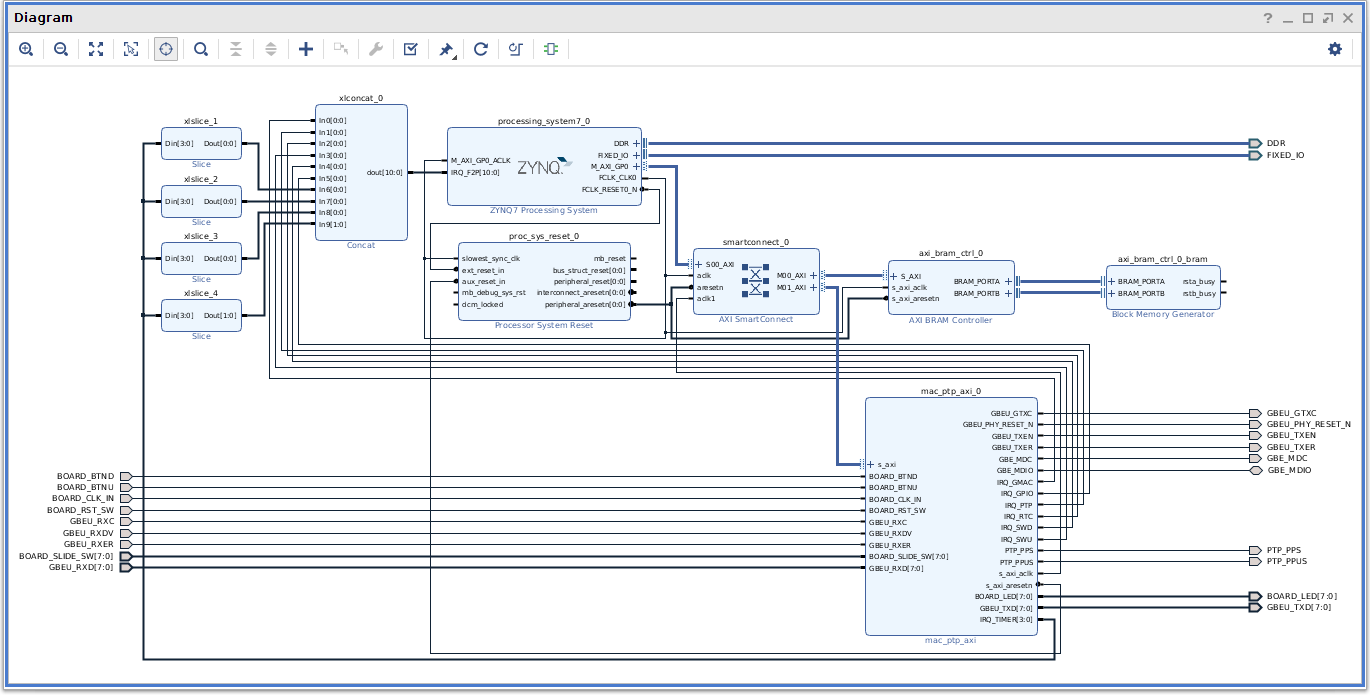 Diagram
?
xlslice_1
Din[3:0] Dout[0:0]
Slice
xlslice_2
Din[3:0] Dout[0:0]
Slice
xlslice_3
Din[3:0] Dout[0:0]
Slice
xlslice_4
Din[3:0] Dout[1:0]
Slice
xlconcat_0
In0[0:0]
In1[0:0]
In2[0:0]
In3[0:0]
In4[0:0]
In5[0:0]
In6[0:0]
In7[0:0]
In8[0:0]
In9[1:0]
dout[10:0]
Concat
processing_system7_0
M_AXI_GP0_ACLK
IRQ_F2P[10:0]
ZYNQ
DDR
FIXED_IO
M_AXI_GP0
FCLK_CLK0
FCLK_RESET0_N
ZYNQ7 Processing System
DDR
FIXED_IO
proc_sys_reset_0
slowest_sync_clk
ext_reset_in
aux_reset_in
mb_debug_sys_rst
dcm_locked
mb_reset
bus_struct_reset[0:0]
peripheral_reset[0:0]
interconnect_aresetn[0:0]
peripheral_aresetn[0:0]
Processor System Reset
smartconnect_0
S00_AXI
aclk
aresetn
aclk1
M00_AXI
M01_AXI
AXI SmartConnect
axi_bram_ctrl_0
S_AXI
s_axi_aclk
s_axi_aresetn
BRAM_PORTA
BRAM_PORTB
AXI BRAM Controller
axi_bram_ctrl_0_bram
BRAM_PORTA
BRAM_PORTB
rsta_busy
rstb_busy
Block Memory Generator
BOARD_BTND
BOARD_BTNU
BOARD_CLK_IN
BOARD_RST_SW
GBEU_RXC
GBEU_RXDV
GBEU_RXER
BOARD_SLIDE_SW[7:0]
GBEU_RXD[7:0]
mac_ptp_axi_0
s_axi
BOARD_BTND
BOARD_BTNU
BOARD_CLK_IN
BOARD_RST_SW
GBEU_RXC
GBEU_RXDV
GBEU_RXER
BOARD_SLIDE_SW[7:0]
GBEU_RXD[7:0]
GBEU_GTXC
GBEU_PHY_RESET_N
GBEU_TXEN
GBEU_TXER
GBE_MDC
GBE_MDIO
IRQ_GMAC
IRQ_GPIO
IRQ_PTP
IRQ_RTC
IRQ_SWD
IRQ_SWU
PTP_PPS
PTP_PPUS
s_axi_aclk
s_axi_aresetn
BOARD_LED[7:0]
GBEU_TXD[7:0]
IRQ_TIMER[3:0]
mac_ptp_axi
GBEU_GTXC
GBEU_PHY_RESET_N
GBEU_TXEN
GBEU_TXER
GBE_MDC
GBE_MDIO
PTP_PPS
PTP_PPUS
BOARD_LED[7:0]
GBEU_TXD[7:0]